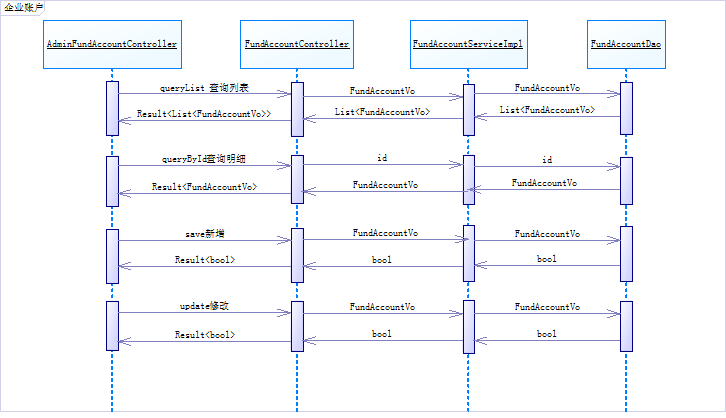 企业账户
AdminFundAccountController
FundAccountController
FundAccountServiceImpl
FundAccountDao
queryList 查询列表
FundAccountVo
FundAccountVo
Result<List<FundAccountVo>>
List<FundAccountVo>
List<FundAccountVo>
queryById查询明细
id
id
Result<FundAccountVo>
FundAccountVo
FundAccountVo
save新增
FundAccountVo
FundAccountVo
Result<bool>
bool
bool
update修改
FundAccountVo
FundAccountVo
Result<bool>
bool
bool